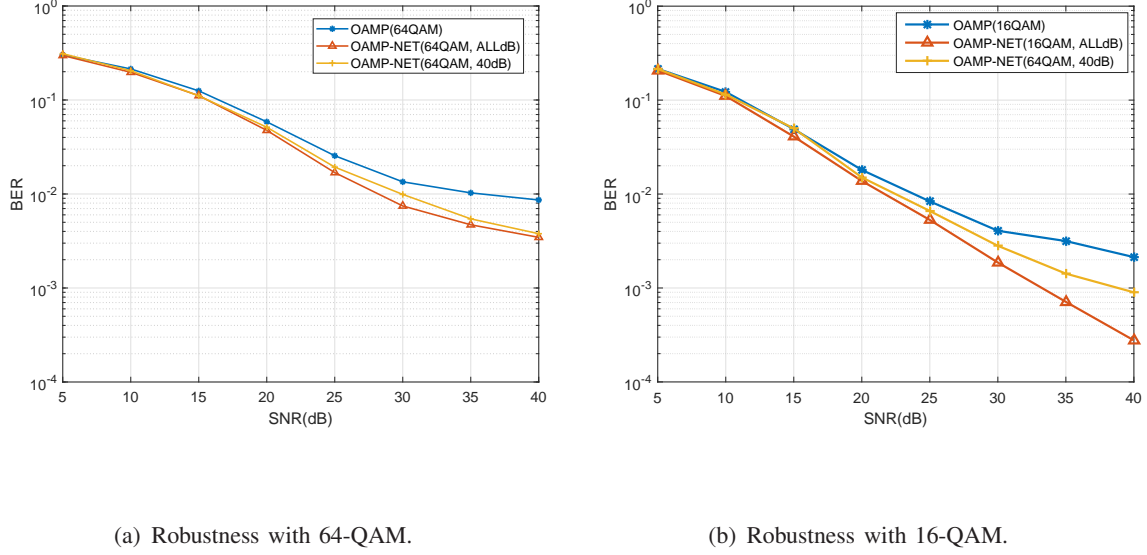 OAMP(64QAM)
OAMP-NET(64QAM, ALLdB)
OAMP-NET(64QAM, 40dB)
10^0
10^-1
10^-2
10^-3
10^-4
BER
5 10 15 20 25 30 35 40
SNR(dB)
(a) Robustness with 64-QAM.
OAMP(16QAM)
OAMP-NET(16QAM, ALLdB)
OAMP-NET(64QAM, 40dB)
10^0
10^-1
10^-2
10^-3
10^-4
BER
5 10 15 20 25 30 35 40
SNR(dB)
(b) Robustness with 16-QAM.